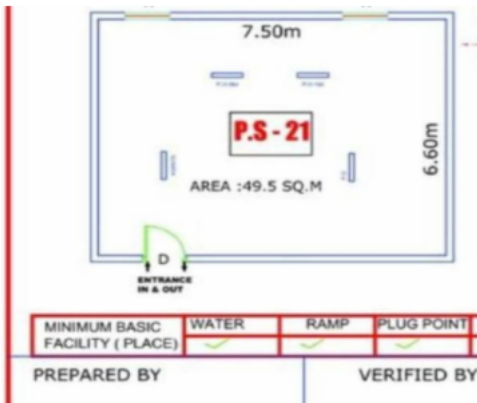 7.50m
P.S - 21
6.60m
AREA :49.5 SQ.M
D
ENTRANCE
IN & OUT
MINIMUM BASIC FACILITY ( PLACE)
WATER
RAMP
PLUG POINT
PREPARED BY
VERIFIED BY